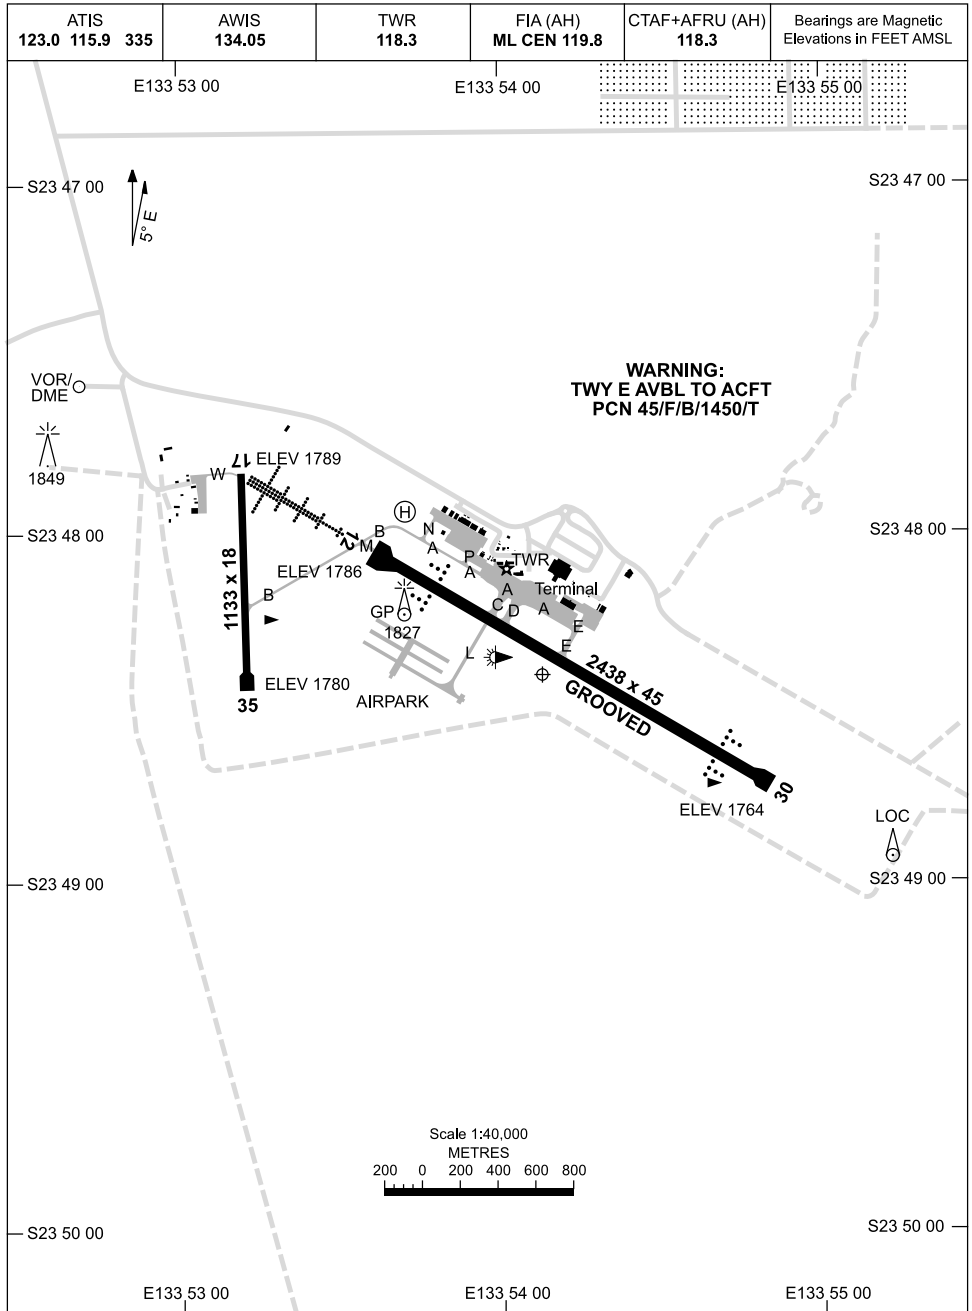 ATIS
123.0 115.9 335
AWIS
134.05
TWR
118.3
FIA (AH)
ML CEN 119.8
CTAF+AFRU (AH)
118.3
Bearings are Magnetic
Elevations in FEET AMSL
E133 53 00
E133 54 00
E133 55 00
S23 47 00
S23 47 00
5° E
VOR/
DME
1849
WARNING:
TWY E AVBL TO ACFT
PCN 45/F/B/1450/T
17
ELEV 1789
W
S23 48 00
S23 48 00
H
12
M
B
N
A
P
A
TWR
ELEV 1786
A
Terminal
C
D
A
E
E
B
1133 x 18
GP
1827
L
AIRPARK
ELEV 1780
35
2438 x 45
GROOVED
30
ELEV 1764
LOC
S23 49 00
S23 49 00
Scale 1:40,000
METRES
200 0 200 400 600 800
S23 50 00
S23 50 00
E133 53 00
E133 54 00
E133 55 00